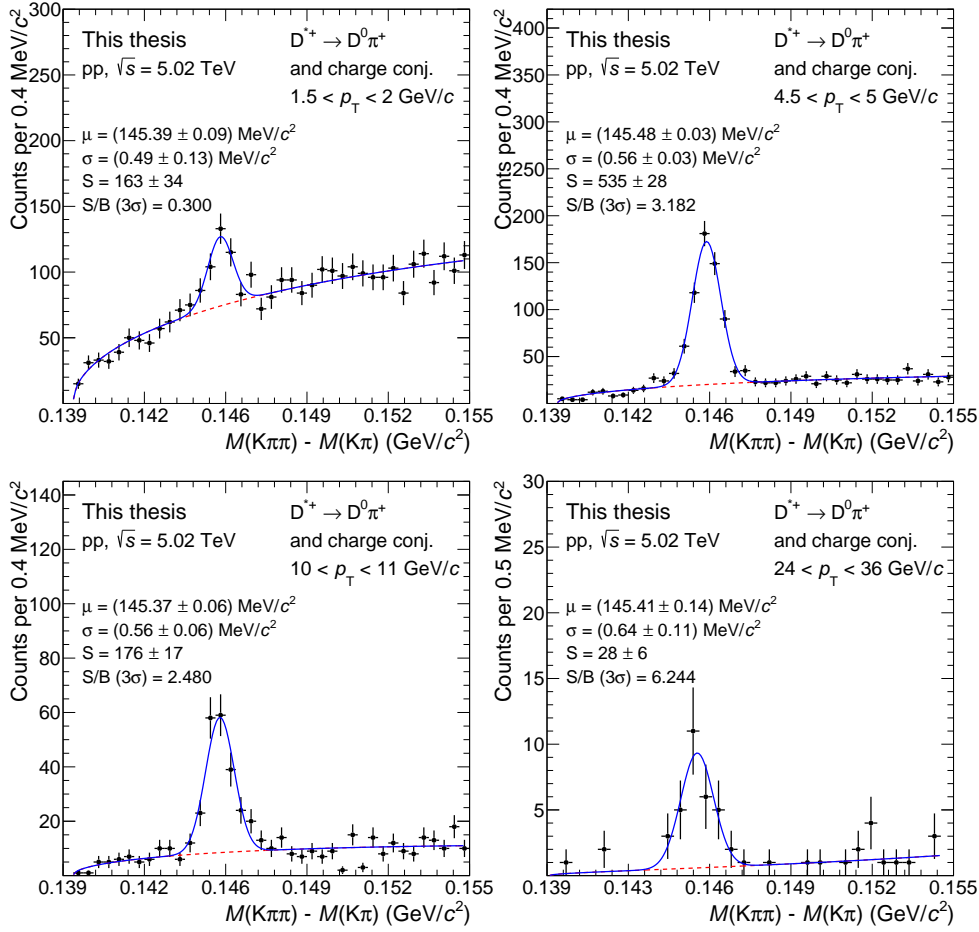 This thesis
pp, √s = 5.02 TeV
D*+ → D0π+
and charge conj.
1.5 < pT < 2 GeV/c
μ = (145.39 ± 0.09) MeV/c2
σ = (0.49 ± 0.13) MeV/c2
S = 163 ± 34
S/B (3σ) = 0.300
Counts per 0.4 MeV/c2
300
250
200
150
100
50
0.139 0.142 0.146 0.149 0.152 0.155
M(Kππ) - M(Kπ) (GeV/c2)
This thesis
pp, √s = 5.02 TeV
D*+ → D0π+
and charge conj.
4.5 < pT < 5 GeV/c
μ = (145.48 ± 0.03) MeV/c2
σ = (0.56 ± 0.03) MeV/c2
S = 535 ± 28
S/B (3σ) = 3.182
Counts per 0.4 MeV/c2
400
350
300
250
200
150
100
50
0.139 0.142 0.146 0.149 0.152 0.155
M(Kππ) - M(Kπ) (GeV/c2)
This thesis
pp, √s = 5.02 TeV
D*+ → D0π+
and charge conj.
10 < pT < 11 GeV/c
μ = (145.37 ± 0.06) MeV/c2
σ = (0.56 ± 0.06) MeV/c2
S = 176 ± 17
S/B (3σ) = 2.480
Counts per 0.4 MeV/c2
140
120
100
80
60
40
20
0.139 0.142 0.146 0.149 0.152 0.155
M(Kππ) - M(Kπ) (GeV/c2)
This thesis
pp, √s = 5.02 TeV
D*+ → D0π+
and charge conj.
24 < pT < 36 GeV/c
μ = (145.41 ± 0.14) MeV/c2
σ = (0.64 ± 0.11) MeV/c2
S = 28 ± 6
S/B (3σ) = 6.244
Counts per 0.5 MeV/c2
30
25
20
15
10
5
0
0.139 0.143 0.146 0.149 0.152 0.155
M(Kππ) - M(Kπ) (GeV/c2)